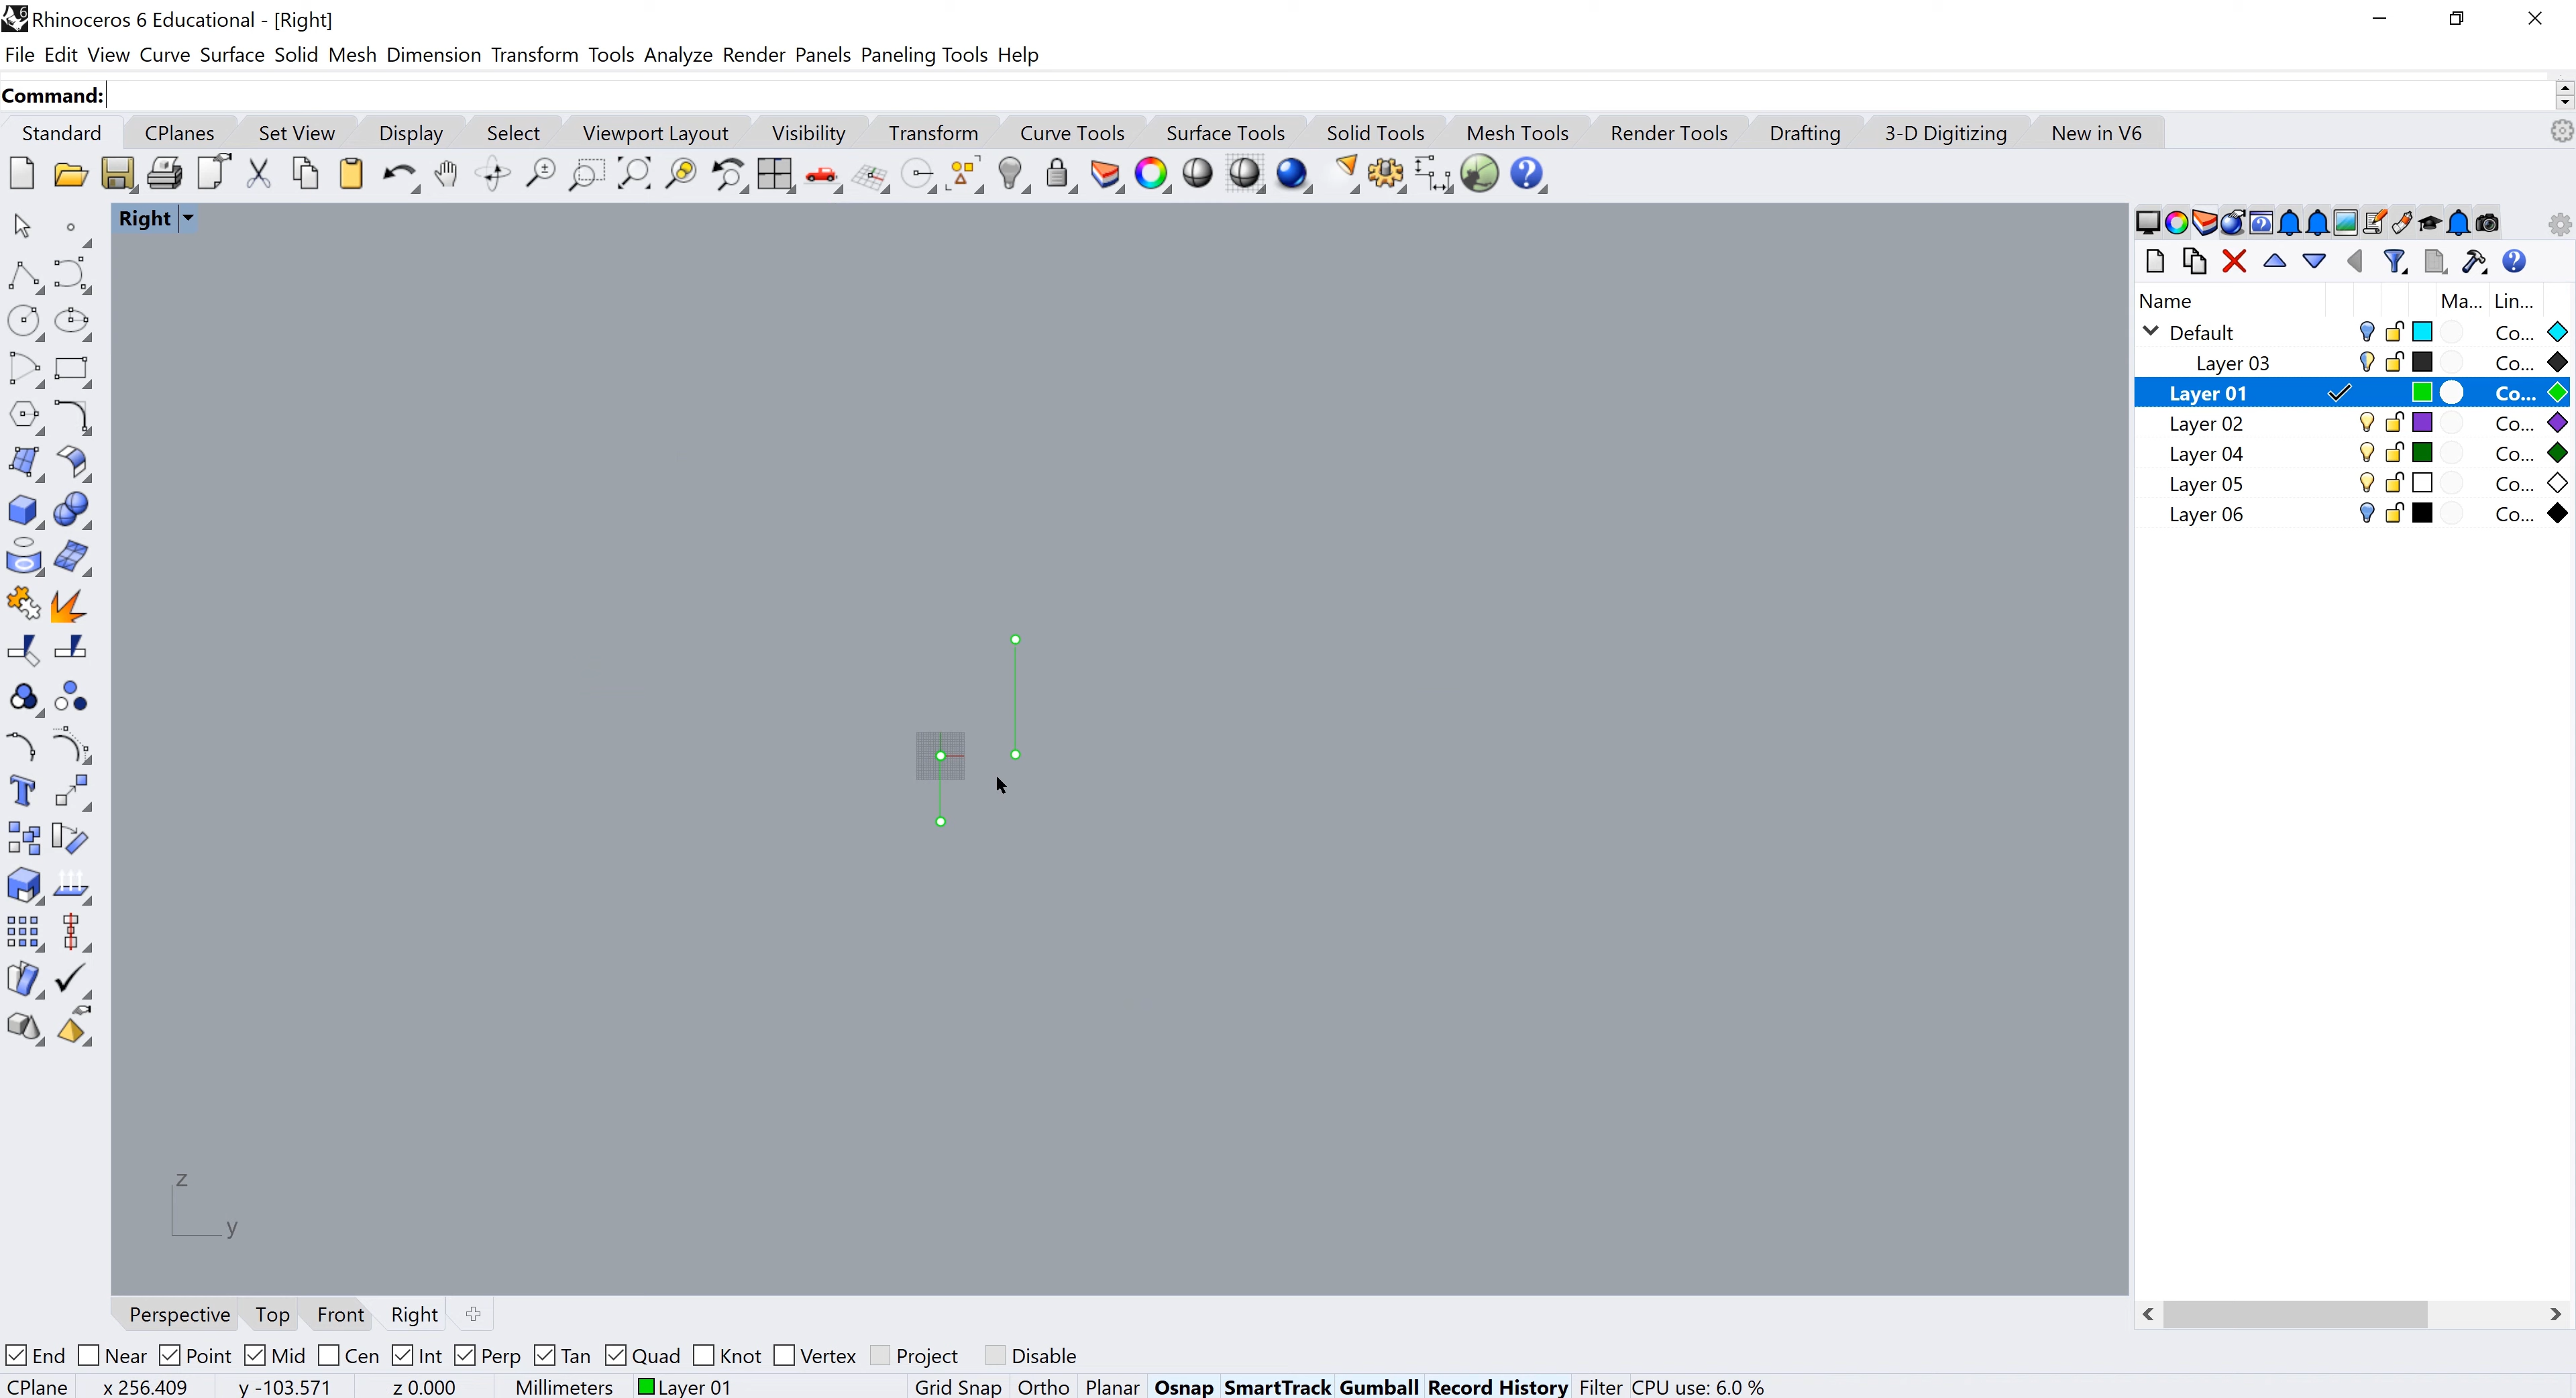 Rhinoceros 6 Educational - [Right]
File Edit View Curve Surface Solid Mesh Dimension Transform Tools Analyze Render Panels Paneling Tools Help
Command:
Standard CPlanes Set View Display Select Viewport Layout Visibility Transform Curve Tools Surface Tools Solid Tools Mesh Tools Render Tools Drafting 3-D Digitizing New in V6
Right
Name Ma... Lin...
Default Co...
Layer 03 Co...
Layer 01 Co...
Layer 02 Co...
Layer 04 Co...
Layer 05 Co...
Layer 06 Co...
z
y
Perspective Top Front Right
End Near Point Mid Cen Int Perp Tan Quad Knot Vertex Project Disable
CPlane x 256.409 y -103.571 z 0.000 Millimeters Layer 01 Grid Snap Ortho Planar Osnap SmartTrack Gumball Record History Filter CPU use: 6.0 %